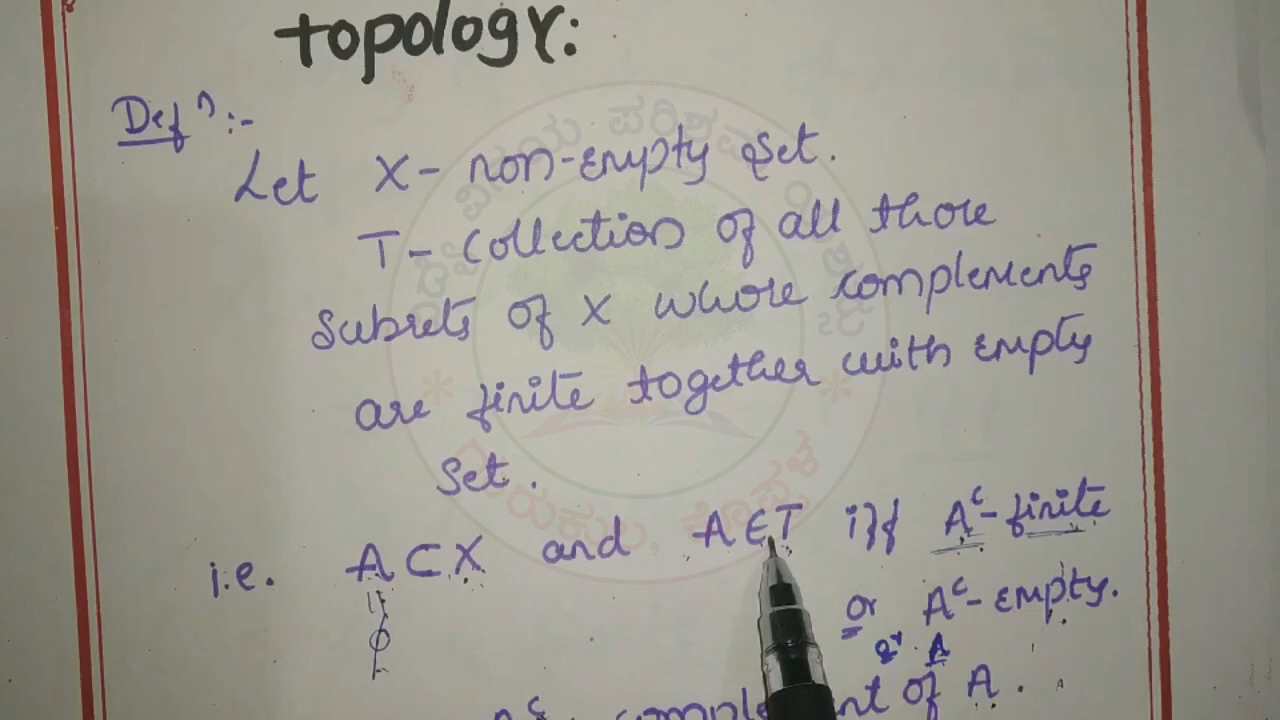 topology:
Defⁿ :-
Let X - non-empty set.
T - collection of all those
subsets of X whose complements
are finite together with empty
set.
i.e. A ⊂ X and A ∈ T iff Aᶜ - finite
or Aᶜ - empty.
or A
of A.